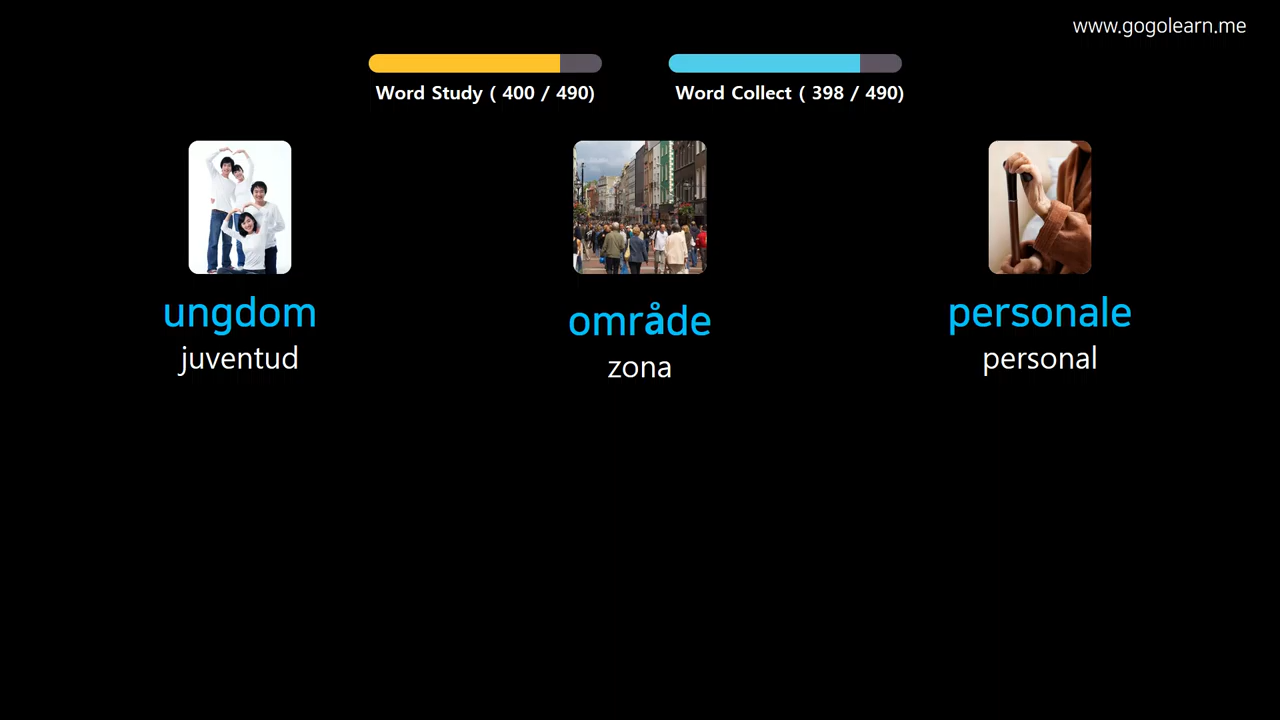 www.gogolearn.me
Word Study ( 400 / 490)
Word Collect ( 398 / 490)
ungdom
juventud
område
zona
personale
personal